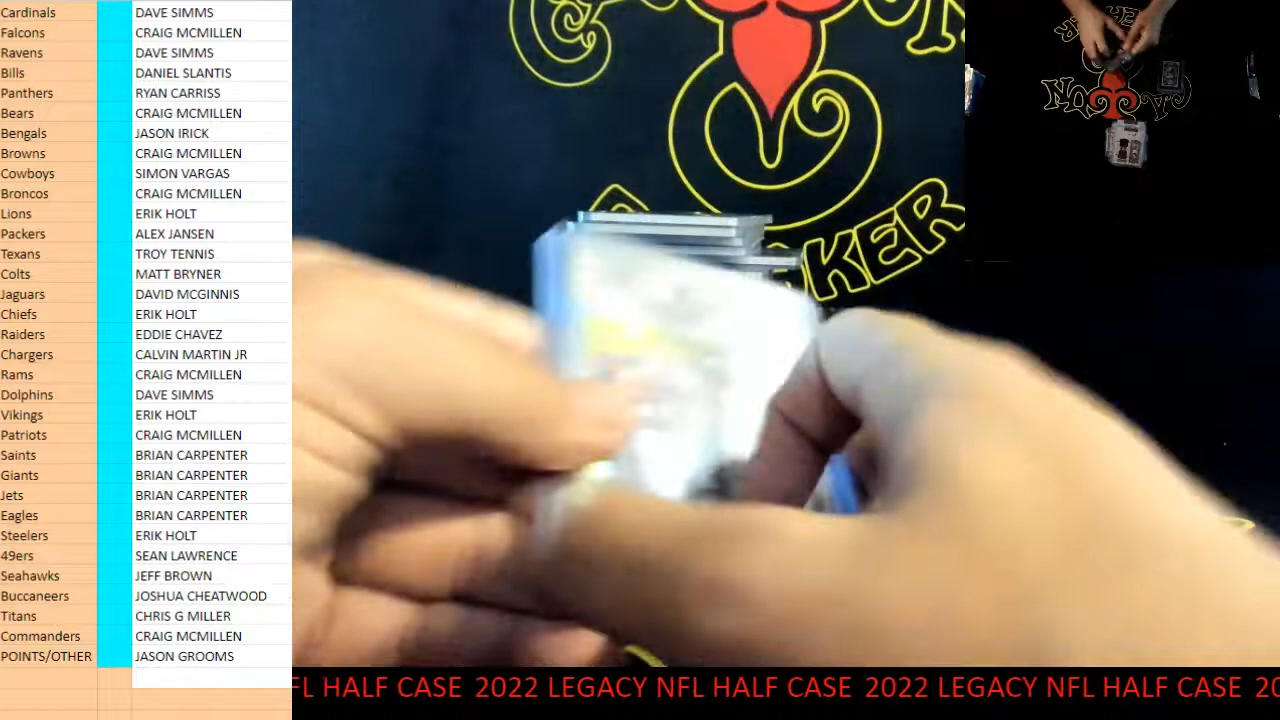 Cardinals DAVE SIMMS
Falcons CRAIG MCMILLEN
Ravens DAVE SIMMS
Bills DANIEL SLANTIS
Panthers RYAN CARRISS
Bears CRAIG MCMILLEN
Bengals JASON IRICK
Browns CRAIG MCMILLEN
Cowboys SIMON VARGAS
Broncos CRAIG MCMILLEN
Lions ERIK HOLT
Packers ALEX JANSEN
Texans TROY TENNIS
Colts MATT BRYNER
Jaguars DAVID MCGINNIS
Chiefs ERIK HOLT
Raiders EDDIE CHAVEZ
Chargers CALVIN MARTIN JR
Rams CRAIG MCMILLEN
Dolphins DAVE SIMMS
Vikings ERIK HOLT
Patriots CRAIG MCMILLEN
Saints BRIAN CARPENTER
Giants BRIAN CARPENTER
Jets BRIAN CARPENTER
Eagles BRIAN CARPENTER
Steelers ERIK HOLT
49ers SEAN LAWRENCE
Seahawks JEFF BROWN
Buccaneers JOSHUA CHEATWOOD
Titans CHRIS G MILLER
Commanders CRAIG MCMILLEN
POINTS/OTHER JASON GROOMS
KER
FL HALF CASE 2022 LEGACY NFL HALF CASE 2022 LEGACY NFL HALF CASE 20